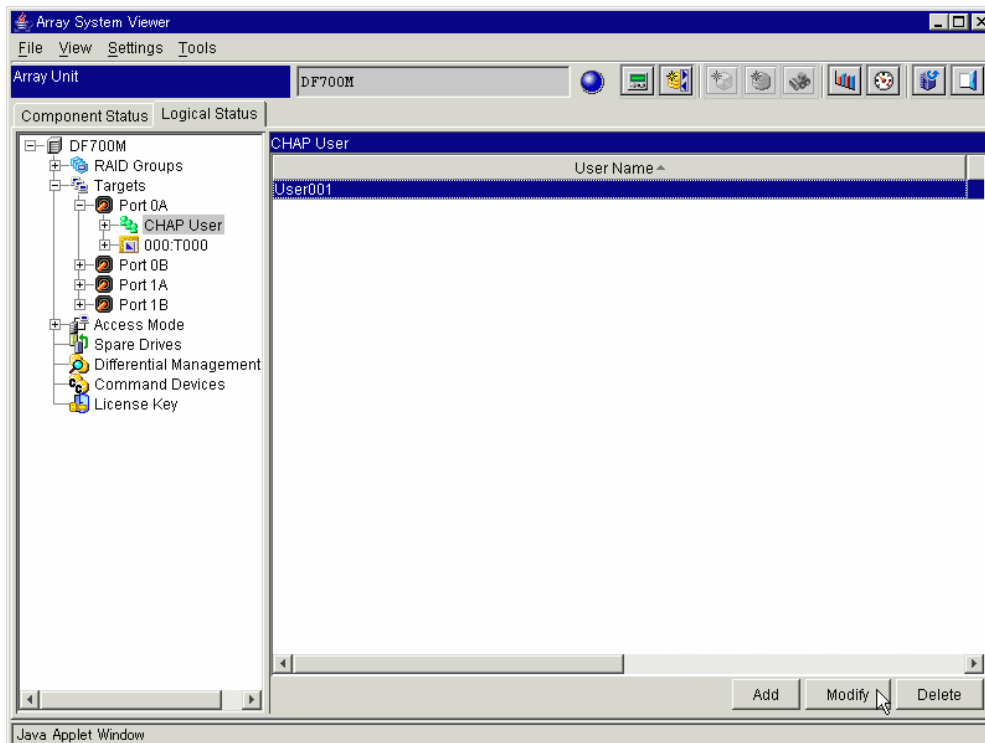 Array System Viewer
File View Settings Tools
Array Unit DF700M
Component Status Logical Status
DF700M
RAID Groups
Targets
Port 0A
CHAP User
000:T000
Port 0B
Port 1A
Port 1B
Access Mode
Spare Drives
Differential Management
Command Devices
License Key
CHAP User
User Name
User001
Add Modify Delete
Java Applet Window